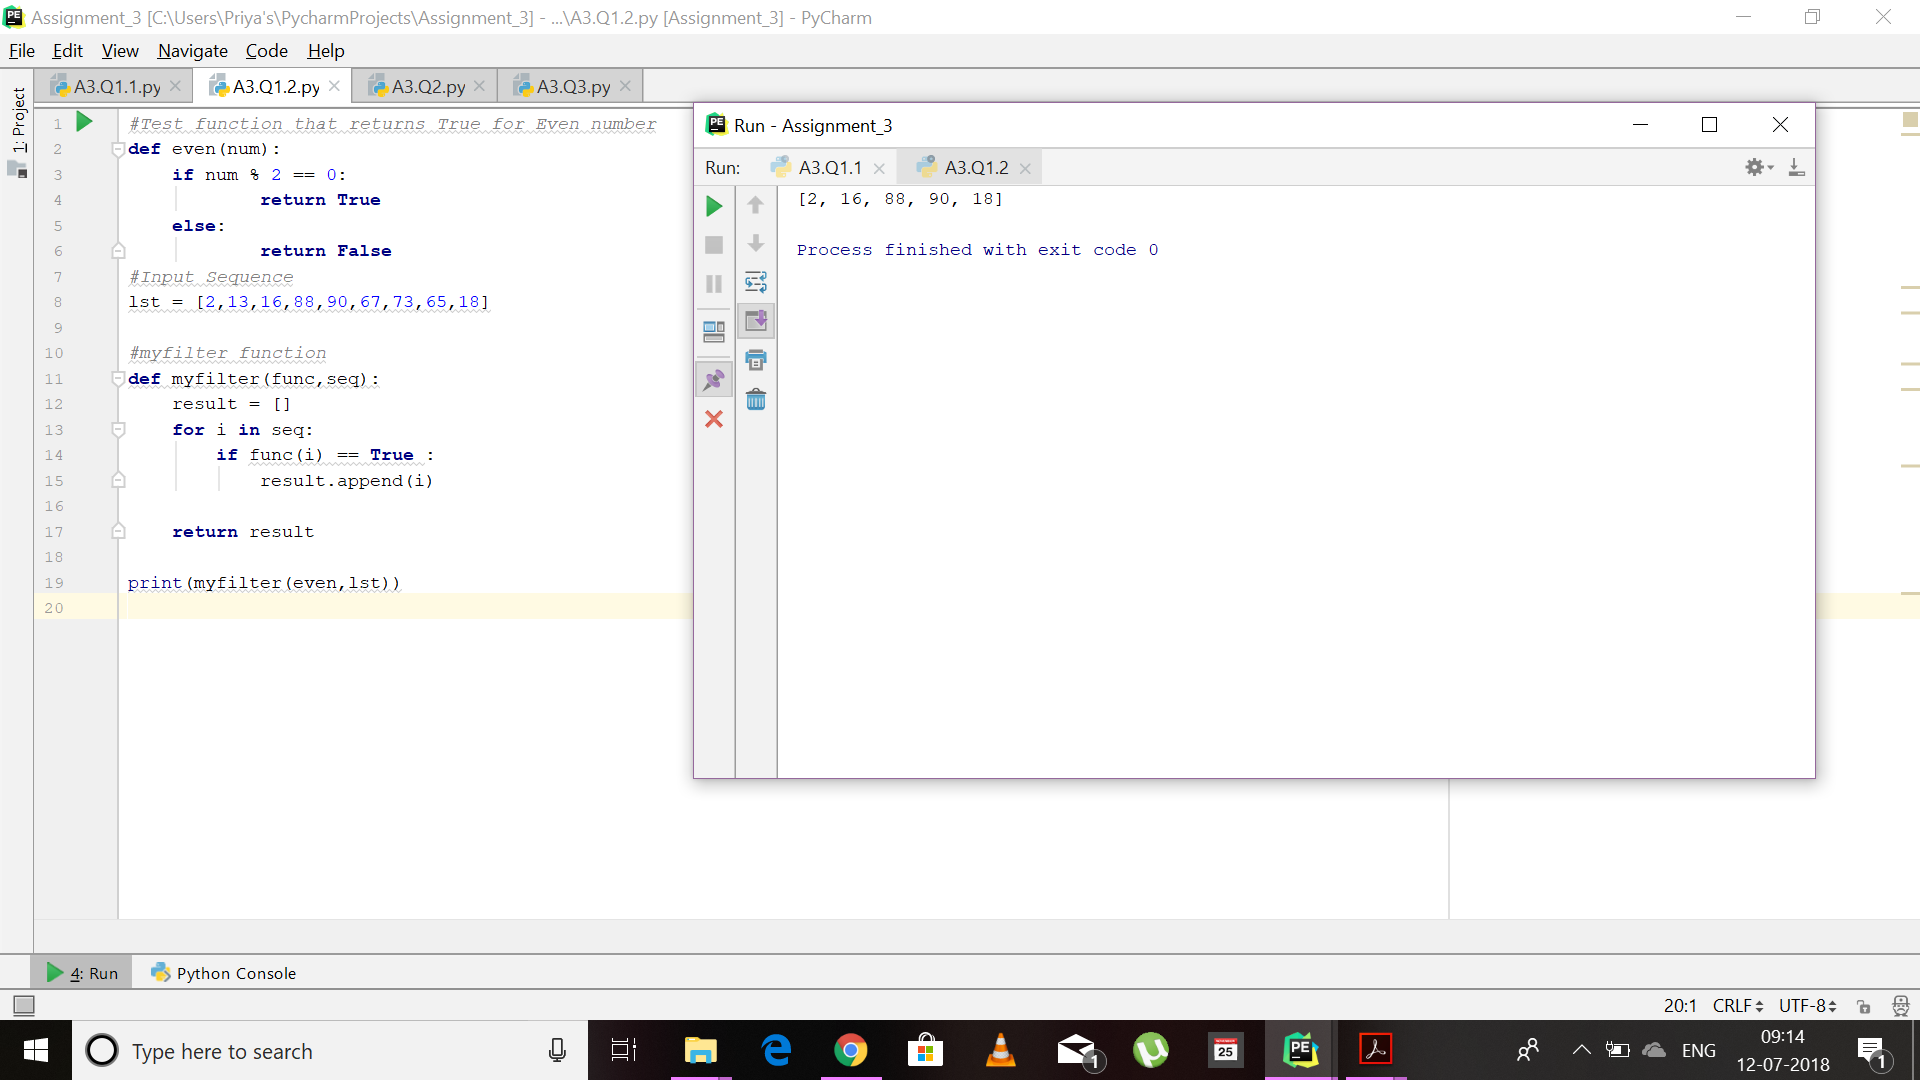 Assignment_3 [C:\Users\Priya's\PycharmProjects\Assignment_3] - ...\A3.Q1.2.py [Assignment_3] - PyCharm
File Edit View Navigate Code Help
A3.Q1.1.py A3.Q1.2.py A3.Q2.py A3.Q3.py
1: Project
1 #Test function that returns True for Even number
2 def even(num):
3 if num % 2 == 0:
4 return True
5 else:
6 return False
7 #Input Sequence
8 lst = [2,13,16,88,90,67,73,65,18]
9
10 #myfilter function
11 def myfilter(func,seq):
12 result = []
13 for i in seq:
14 if func(i) == True :
15 result.append(i)
16
17 return result
18
19 print(myfilter(even,lst))
20
Run - Assignment_3
Run: A3.Q1.1 A3.Q1.2
[2, 16, 88, 90, 18]
Process finished with exit code 0
4: Run Python Console
20:1 CRLF UTF-8
Type here to search
1
25
PE
ENG
09:14
12-07-2018
1